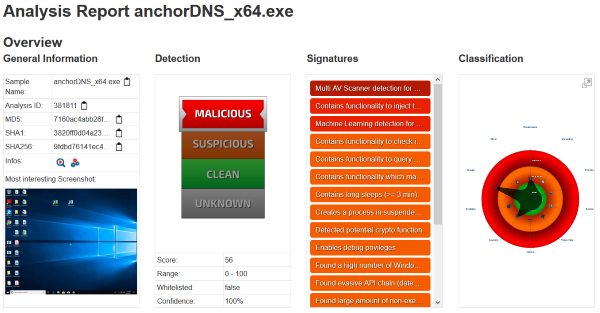 Analysis Report anchorDNS_x64.exe
Overview
General Information
Sample Name:
anchorDNS_x64.exe
Analysis ID:
381811
MD5:
7160ac4abb26f...
SHA1:
3820ff0d04a23...
SHA256:
9fdbd76141ec4...
Infos:
Most interesting Screenshot:
Detection
MALICIOUS
SUSPICIOUS
CLEAN
UNKNOWN
Score:
56
Range:
0 - 100
Whitelisted:
false
Confidence:
100%
Signatures
Multi AV Scanner detection for ...
Contains functionality to inject t...
Machine Learning detection for ...
Contains functionality to check i...
Contains functionality to query ...
Contains functionality which ma...
Contains long sleeps (>= 3 min)
Creates a process in suspende...
Detected potential crypto function
Enables debug privileges
Found a high number of Windo...
Found evasive API chain (date ...
Found large amount of non-exe...
Classification